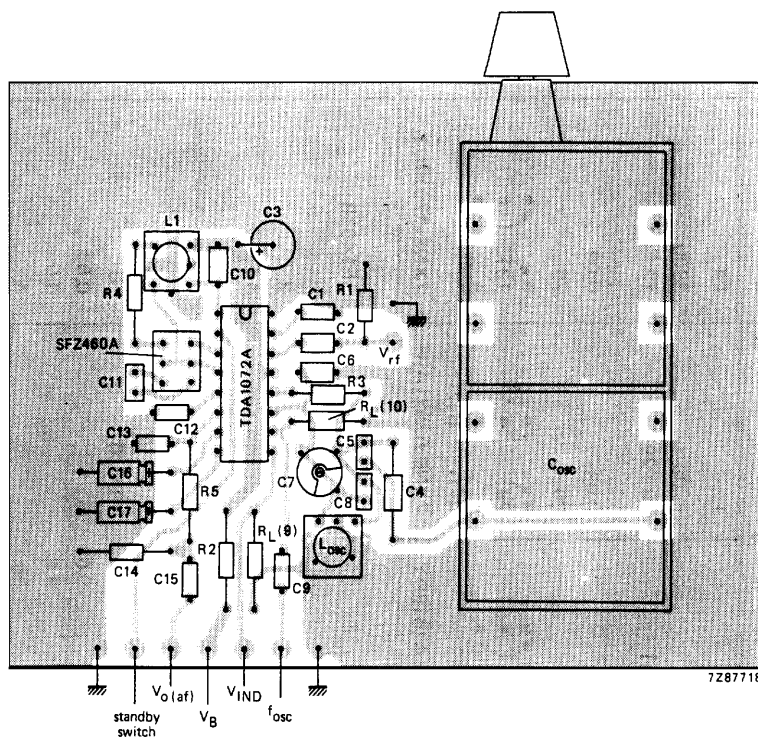 L1
C3
R4
C10
C1
R1
C2
SFZ460A
V_rf
C6
C11
TDA1072A
R3
R_L (10)
C12
C13
C5
C_osc
C16
C7
R5
C8
C4
C17
R2
R_L (9)
L_osc
C14
C15
C9
7Z87718
standby
switch
V_o(af)
V_B
V_IND
f_osc